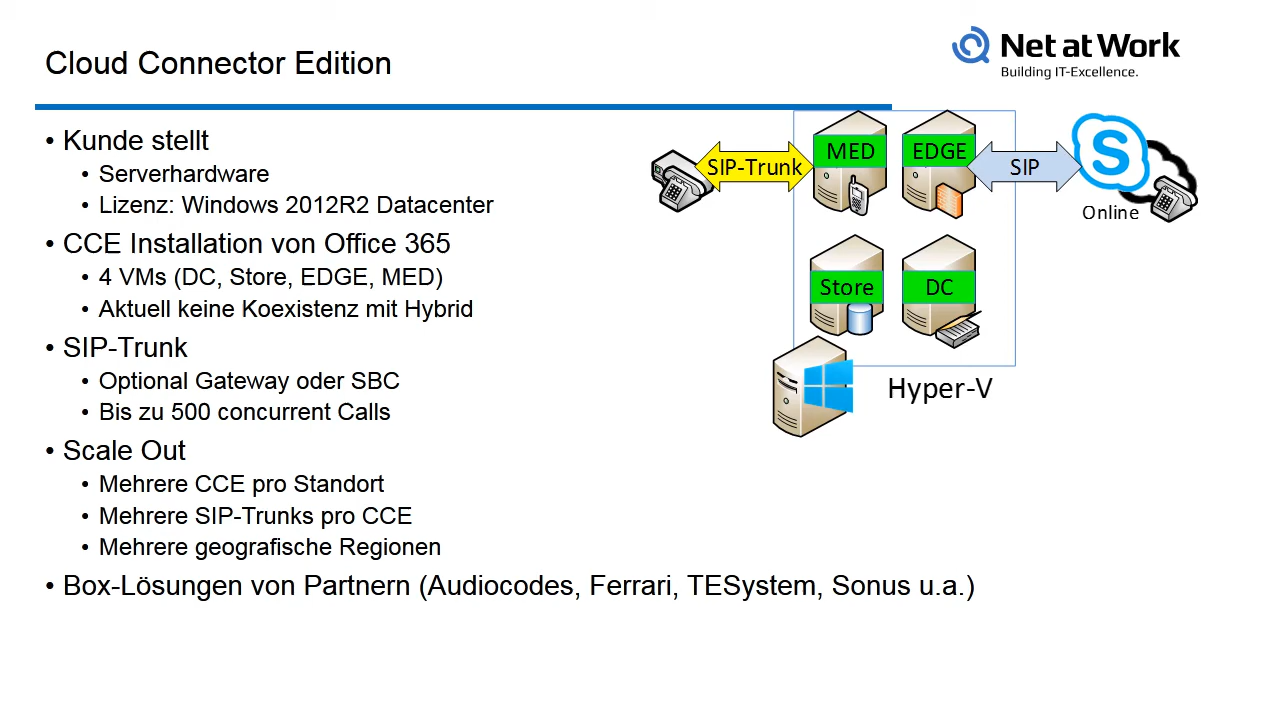 Cloud Connector Edition
Net at Work
Building IT-Excellence.
• Kunde stellt
• Serverhardware
• Lizenz: Windows 2012R2 Datacenter
• CCE Installation von Office 365
• 4 VMs (DC, Store, EDGE, MED)
• Aktuell keine Koexistenz mit Hybrid
• SIP-Trunk
• Optional Gateway oder SBC
• Bis zu 500 concurrent Calls
• Scale Out
• Mehrere CCE pro Standort
• Mehrere SIP-Trunks pro CCE
• Mehrere geografische Regionen
• Box-Lösungen von Partnern (Audiocodes, Ferrari, TESystem, Sonus u.a.)
SIP-Trunk
MED
EDGE
SIP
S
Online
Store
DC
Hyper-V